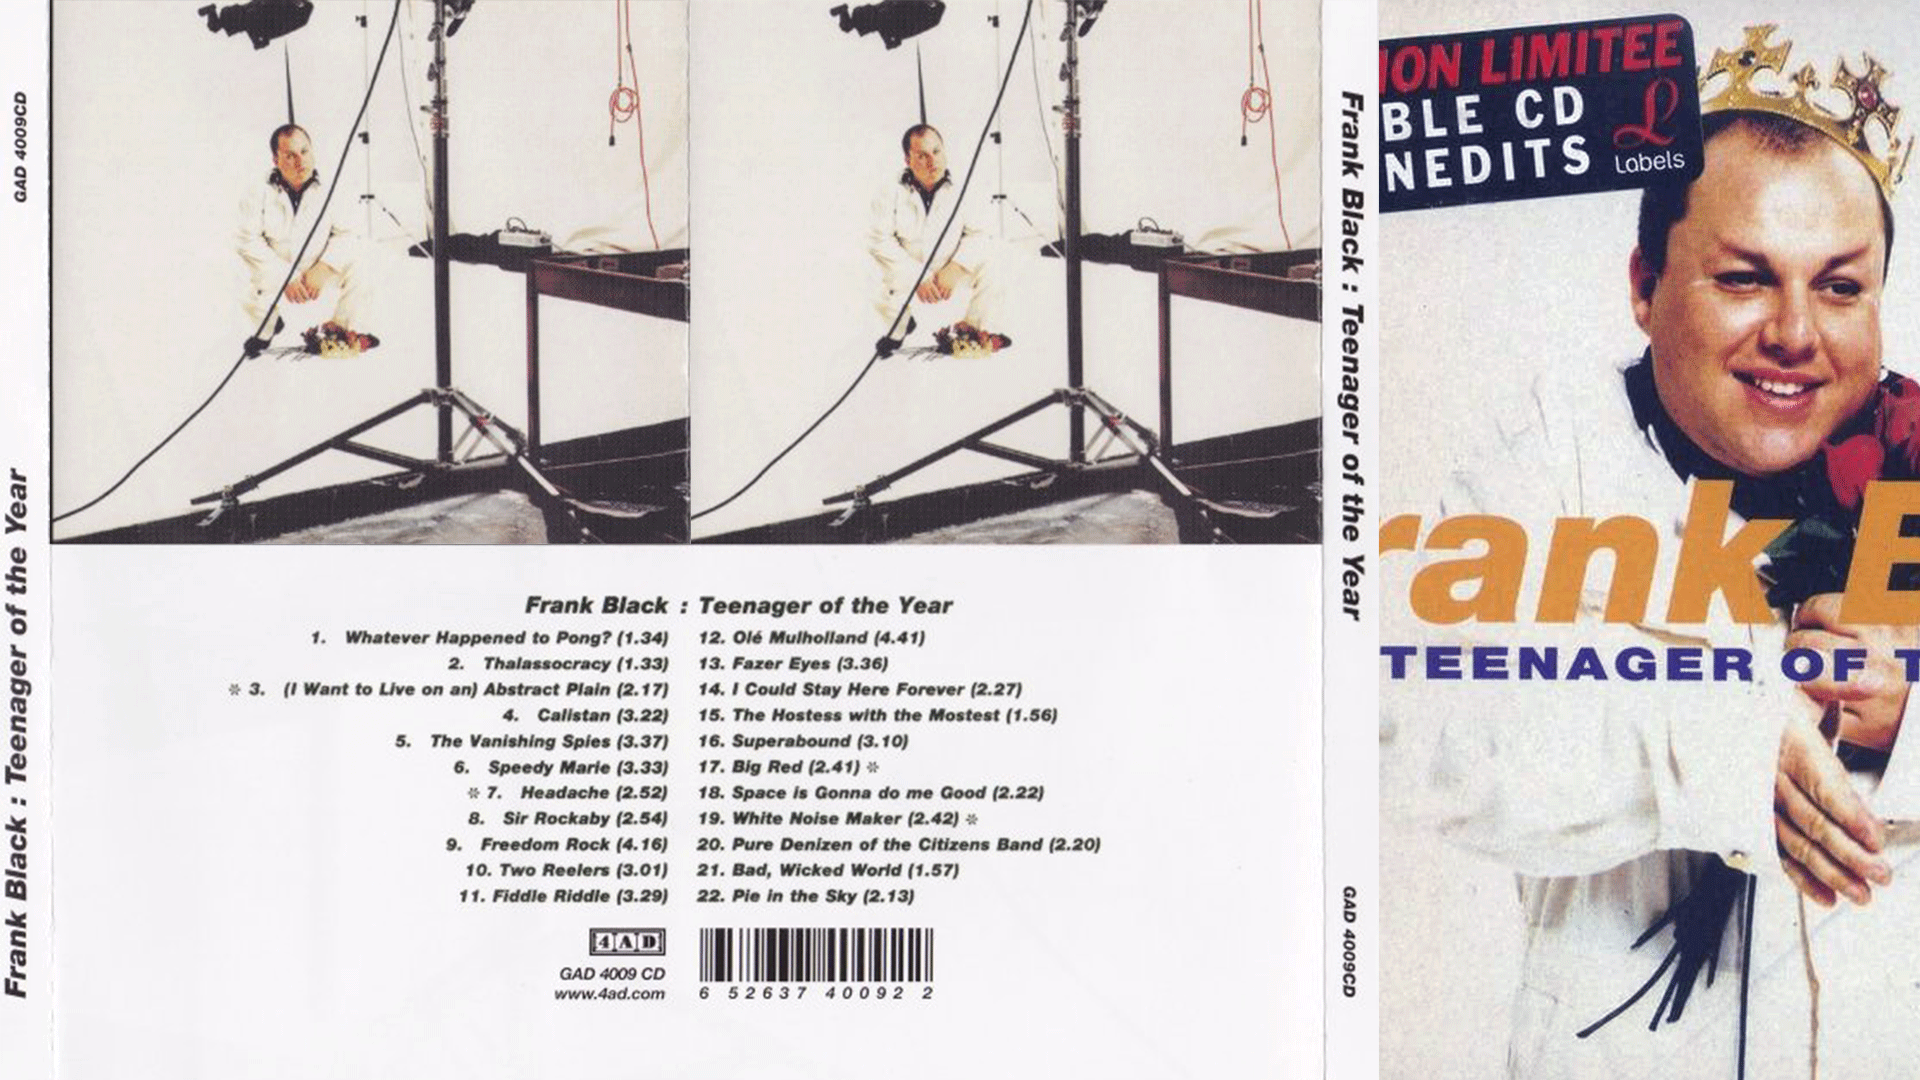 GAD 4009CD
Frank Black : Teenager of the Year
Frank Black : Teenager of the Year
1. Whatever Happened to Pong? (1.34)
2. Thalassocracy (1.33)
* 3. (I Want to Live on an) Abstract Plain (2.17)
4. Calistan (3.22)
5. The Vanishing Spies (3.37)
6. Speedy Marie (3.33)
* 7. Headache (2.52)
8. Sir Rockaby (2.54)
9. Freedom Rock (4.16)
10. Two Reelers (3.01)
11. Fiddle Riddle (3.29)
12. Olé Mulholland (4.41)
13. Fazer Eyes (3.36)
14. I Could Stay Here Forever (2.27)
15. The Hostess with the Mostest (1.56)
16. Superabound (3.10)
17. Big Red (2.41) *
18. Space is Gonna do me Good (2.22)
19. White Noise Maker (2.42) *
20. Pure Denizen of the Citizens Band (2.20)
21. Bad, Wicked World (1.57)
22. Pie in the Sky (2.13)
4AD
GAD 4009 CD
www.4ad.com
6 52637 40092 2
Frank Black : Teenager of the Year
GAD 4009CD
ION LIMITEE
BLE CD
NEDITS
L
Labels
rank B
TEENAGER OF T